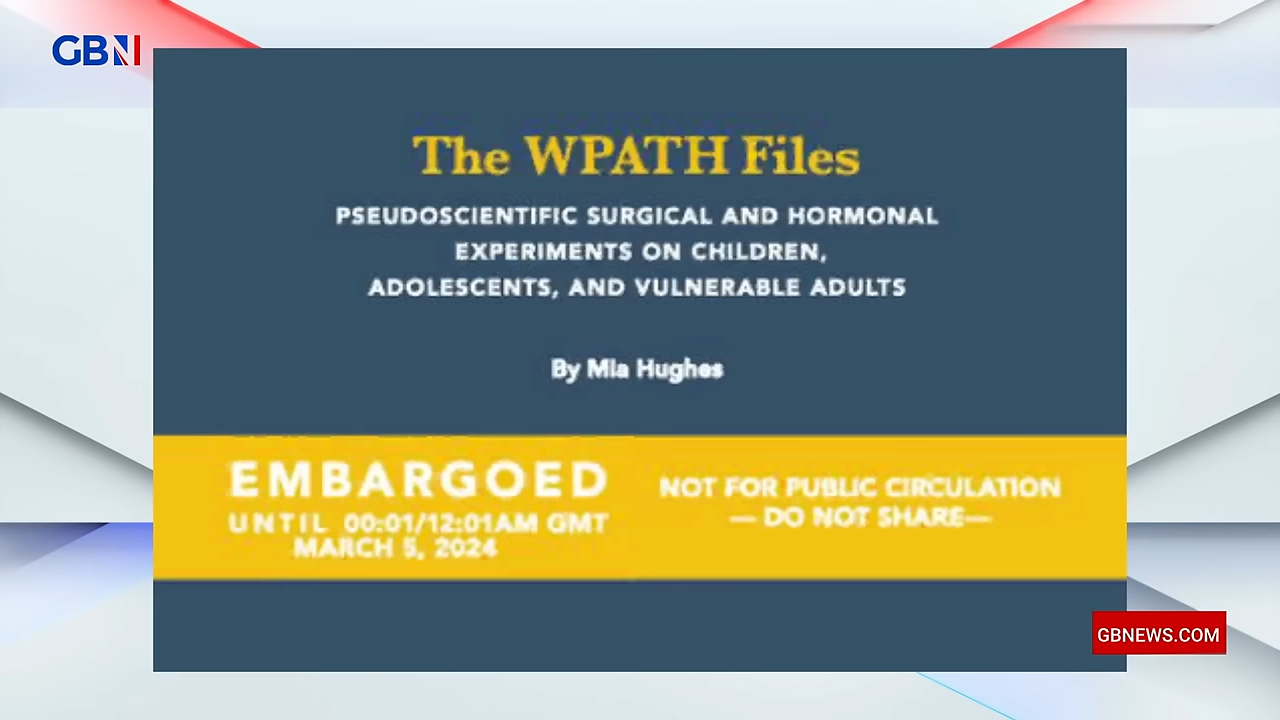 GBN
The WPATH Files
PSEUDOSCIENTIFIC SURGICAL AND HORMONAL
EXPERIMENTS ON CHILDREN,
ADOLESCENTS, AND VULNERABLE ADULTS
By Mia Hughes
EMBARGOED
UNTIL 00:01/12:01AM GMT
MARCH 5, 2024
NOT FOR PUBLIC CIRCULATION
— DO NOT SHARE—
GBNEWS.COM